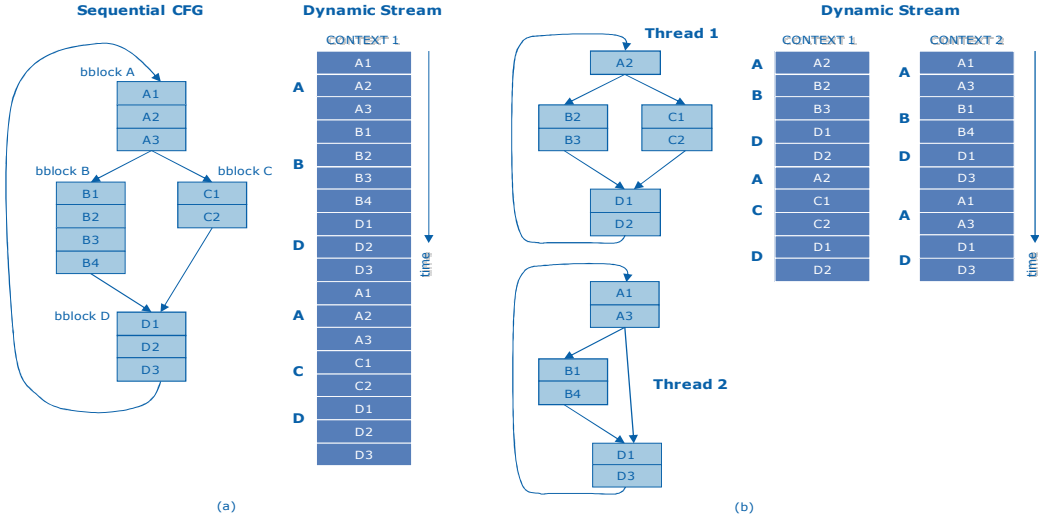 Sequential CFG
Dynamic Stream
CONTEXT 1
bblock A
A1
A2
A3
bblock B
B1
B2
B3
B4
bblock C
C1
C2
bblock D
D1
D2
D3
A
B
D
A
C
D
A1
A2
A3
B1
B2
B3
B4
D1
D2
D3
A1
A2
A3
C1
C2
D1
D2
D3
time
(a)
Thread 1
A2
B2
B3
C1
C2
D1
D2
A1
A3
B1
B4
Thread 2
D1
D3
Dynamic Stream
CONTEXT 1
A
B
D
A
C
D
A2
B2
B3
D1
D2
A2
C1
C2
D1
D2
CONTEXT 2
A
B
D
A
D
A1
A3
B1
B4
D1
D3
A1
A3
D1
D3
time
(b)